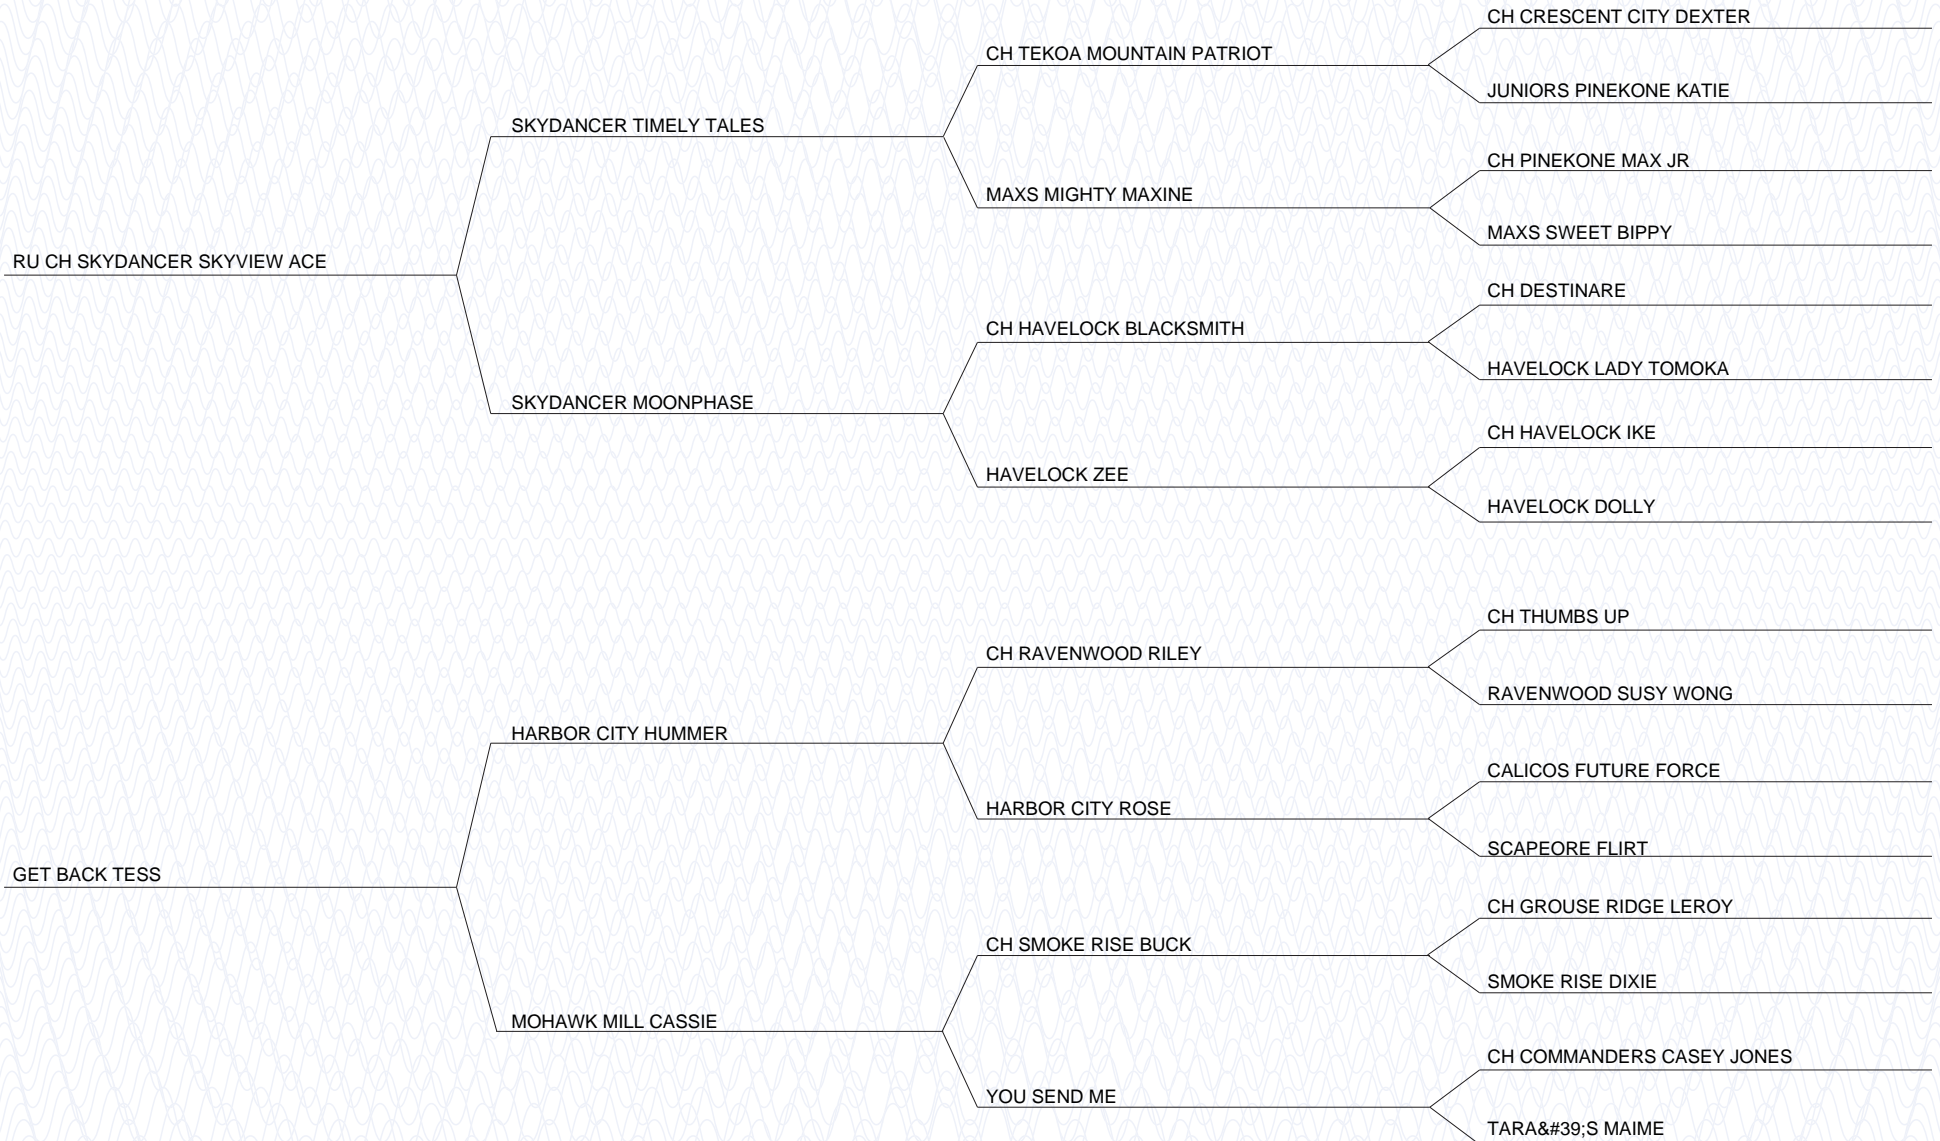 CH CRESCENT CITY DEXTER
CH TEKOA MOUNTAIN PATRIOT
JUNIORS PINEKONE KATIE
SKYDANCER TIMELY TALES
CH PINEKONE MAX JR
MAXS MIGHTY MAXINE
MAXS SWEET BIPPY
RU CH SKYDANCER SKYVIEW ACE
CH DESTINARE
CH HAVELOCK BLACKSMITH
HAVELOCK LADY TOMOKA
SKYDANCER MOONPHASE
CH HAVELOCK IKE
HAVELOCK ZEE
HAVELOCK DOLLY
CH THUMBS UP
CH RAVENWOOD RILEY
RAVENWOOD SUSY WONG
HARBOR CITY HUMMER
CALICOS FUTURE FORCE
HARBOR CITY ROSE
SCAPEORE FLIRT
GET BACK TESS
CH GROUSE RIDGE LEROY
CH SMOKE RISE BUCK
SMOKE RISE DIXIE
MOHAWK MILL CASSIE
CH COMMANDERS CASEY JONES
YOU SEND ME
TARA&#39;S MAIME